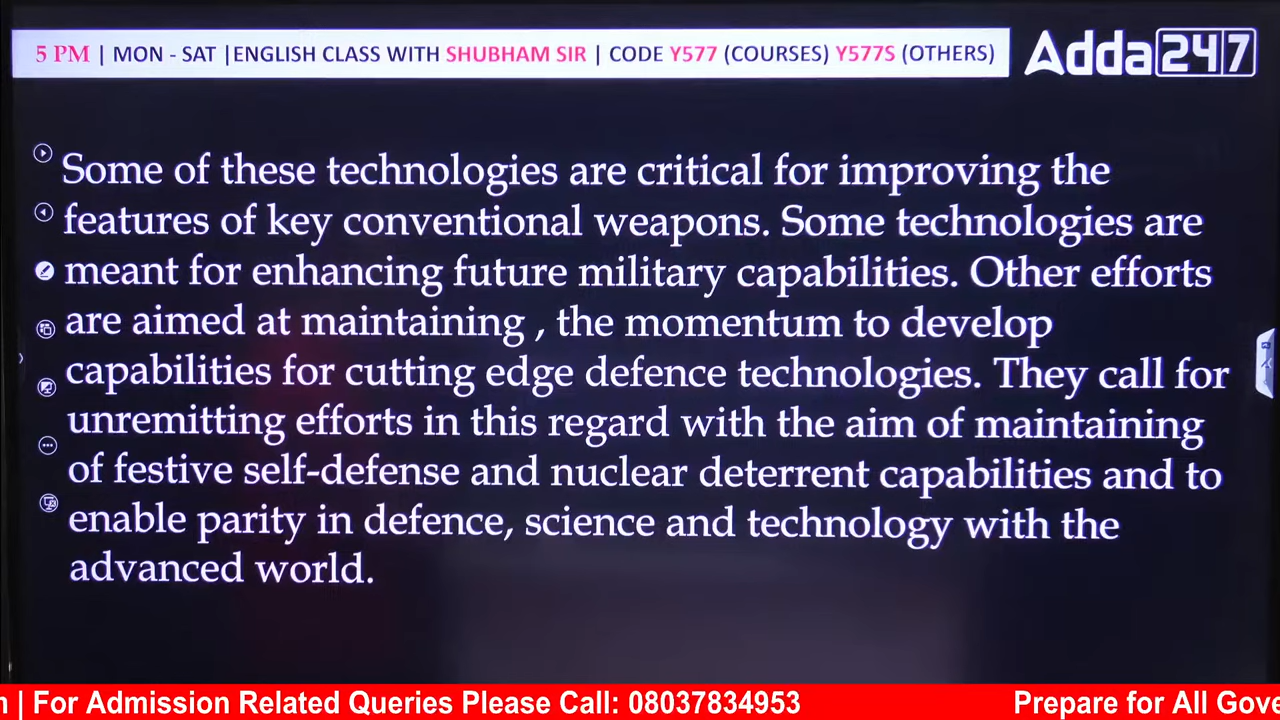 5 PM | MON - SAT |ENGLISH CLASS WITH SHUBHAM SIR | CODE Y577 (COURSES) Y577S (OTHERS)
Adda247
Some of these technologies are critical for improving the
features of key conventional weapons. Some technologies are
meant for enhancing future military capabilities. Other efforts
are aimed at maintaining , the momentum to develop
capabilities for cutting edge defence technologies. They call for
unremitting efforts in this regard with the aim of maintaining
of festive self-defense and nuclear deterrent capabilities and to
enable parity in defence, science and technology with the
advanced world.
n | For Admission Related Queries Please Call: 08037834953 Prepare for All Gove